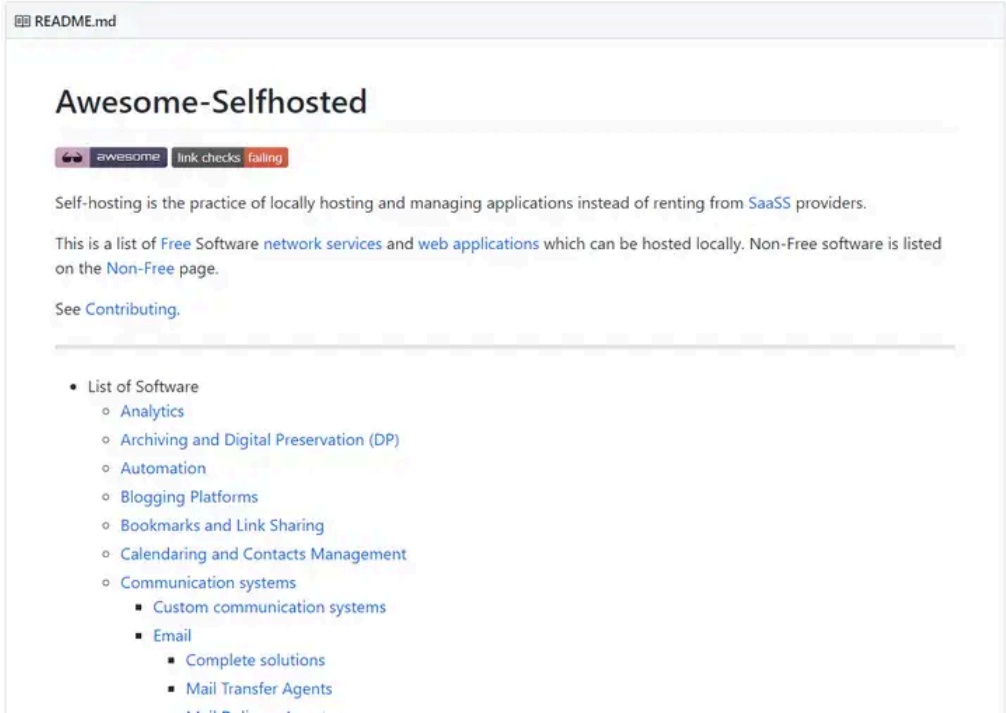 README.md
Awesome-Selfhosted
awesome link checks failing
Self-hosting is the practice of locally hosting and managing applications instead of renting from SaaSS providers.
This is a list of Free Software network services and web applications which can be hosted locally. Non-Free software is listed
on the Non-Free page.
See Contributing.
List of Software
Analytics
Archiving and Digital Preservation (DP)
Automation
Blogging Platforms
Bookmarks and Link Sharing
Calendaring and Contacts Management
Communication systems
Custom communication systems
Email
Complete solutions
Mail Transfer Agents